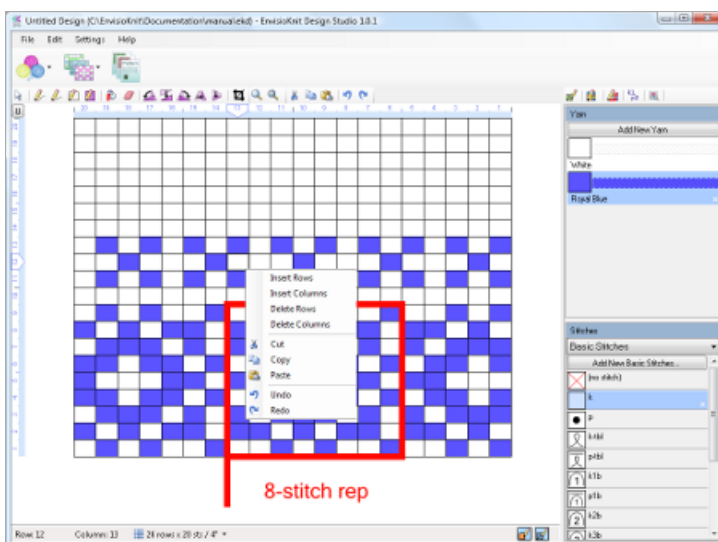 Untitled Design (C:\EnvisioKnit\Documentation\manual.ekd) - EnvisioKnit Design Studio 1.0.1
File Edit Settings Help
Yarn
Add New Yarn
White
Royal Blue
Insert Rows
Insert Columns
Delete Rows
Delete Columns
Cut
Copy
Paste
Undo
Redo
8-stitch rep
Stitches
Basic Stitches
Add New Basic Stitches...
(no stitch)
k
p
k-tbl
p-tbl
k1b
p1b
k2b
k3b
Row: 12 Column: 13